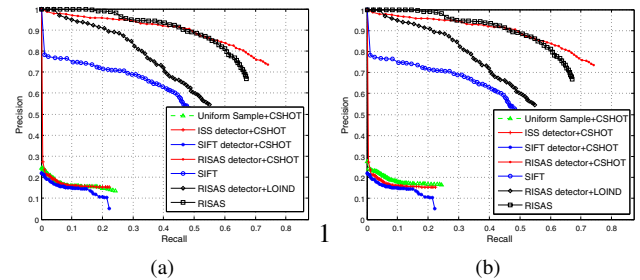 1
0.9
0.8
0.7
0.6
0.5
0.4
0.3
0.2
0.1
0
Precision
0 0.1 0.2 0.3 0.4 0.5 0.6 0.7 0.8
Recall
Uniform Sample+CSHOT
ISS detector+CSHOT
SIFT detector+CSHOT
RISAS detector+CSHOT
SIFT
RISAS detector+LOIND
RISAS
(a)
1
1
0.9
0.8
0.7
0.6
0.5
0.4
0.3
0.2
0.1
0
Precision
0 0.1 0.2 0.3 0.4 0.5 0.6 0.7 0.8
Recall
Uniform Sample+CSHOT
ISS detector+CSHOT
SIFT detector+CSHOT
RISAS detector+CSHOT
SIFT
RISAS detector+LOIND
RISAS
(b)